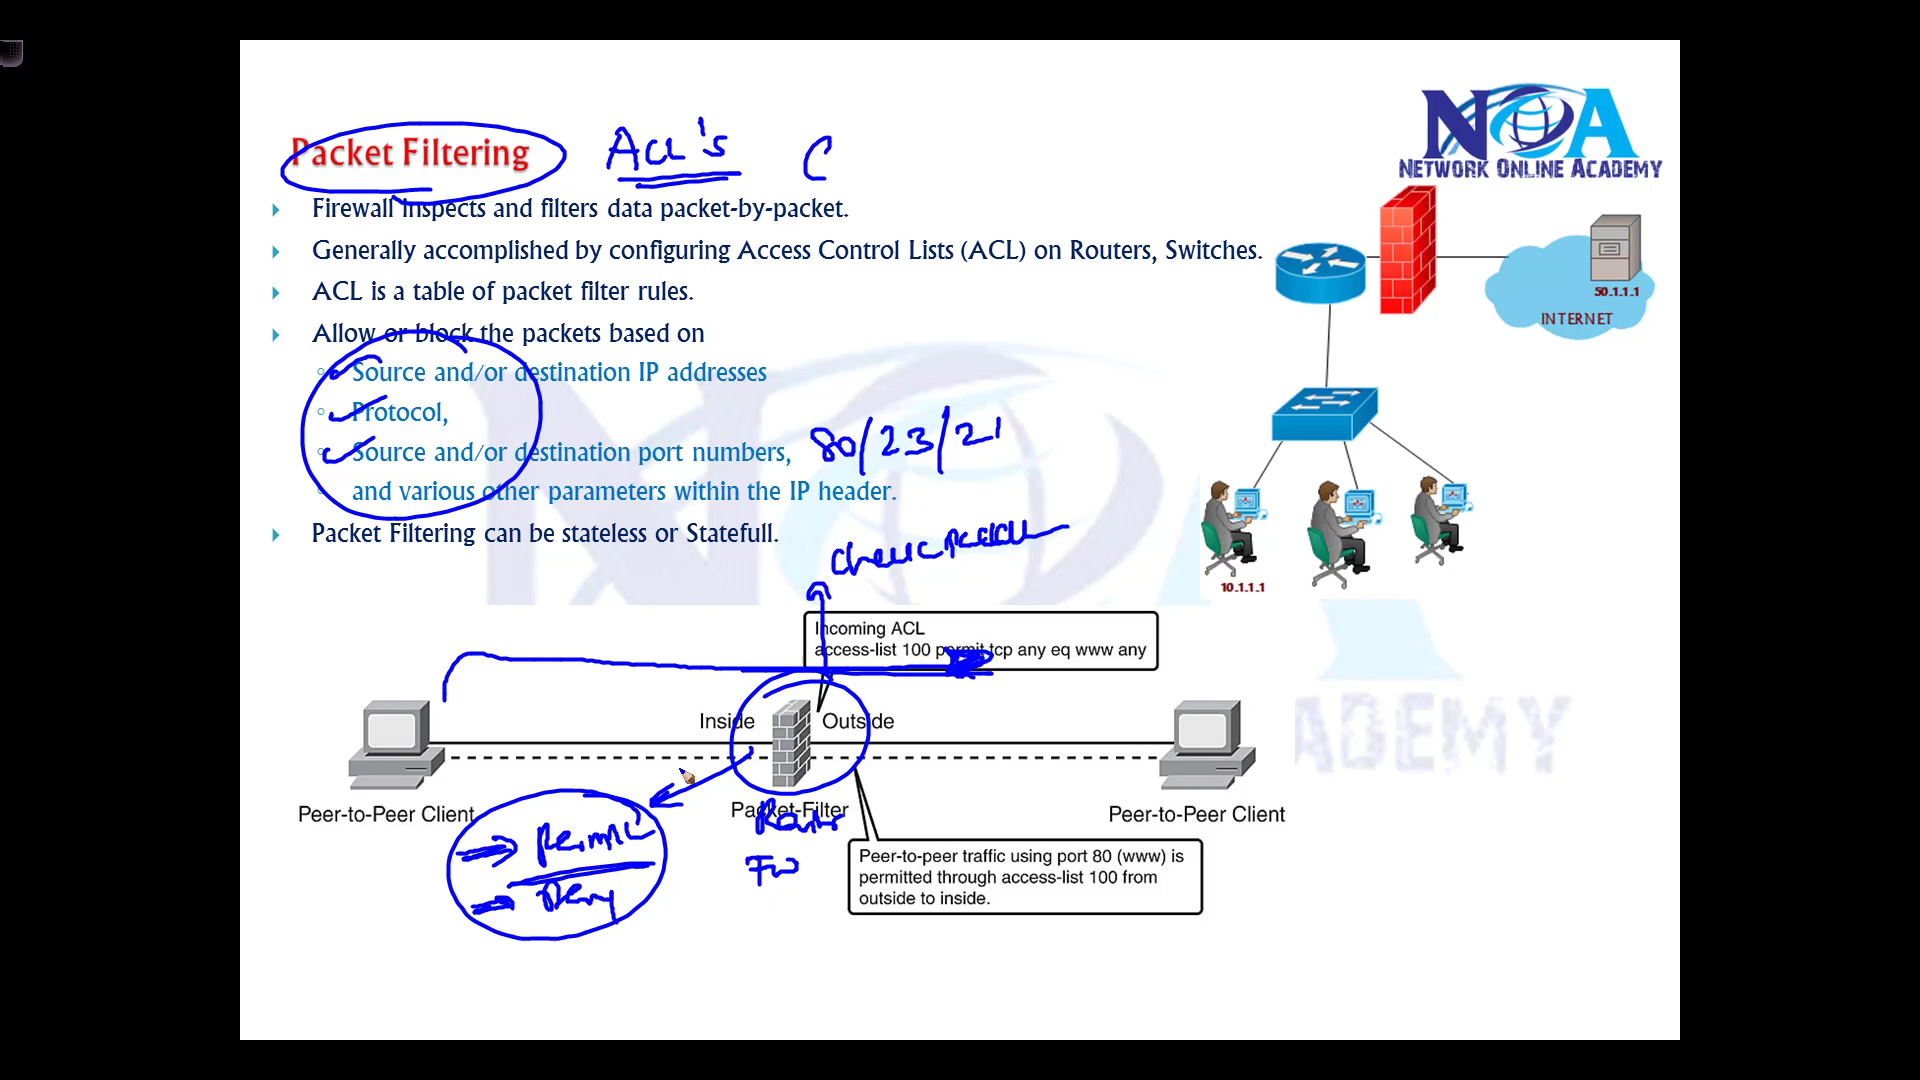 Packet Filtering ACL's C
NOA
NETWORK ONLINE ACADEMY
Firewall inspects and filters data packet-by-packet.
Generally accomplished by configuring Access Control Lists (ACL) on Routers, Switches.
ACL is a table of packet filter rules.
Allow or block the packets based on
Source and/or destination IP addresses
Protocol,
Source and/or destination port numbers, 80/23/21
and various other parameters within the IP header.
Packet Filtering can be stateless or Statefull.
50.1.1.1
INTERNET
10.1.1.1
check
Incoming ACL
access-list 100 permit tcp any eq www any
Inside Outside
ADEMY
Peer-to-Peer Client Packet-Filter Peer-to-Peer Client
Router
FW
Permit
Deny
Peer-to-peer traffic using port 80 (www) is
permitted through access-list 100 from
outside to inside.